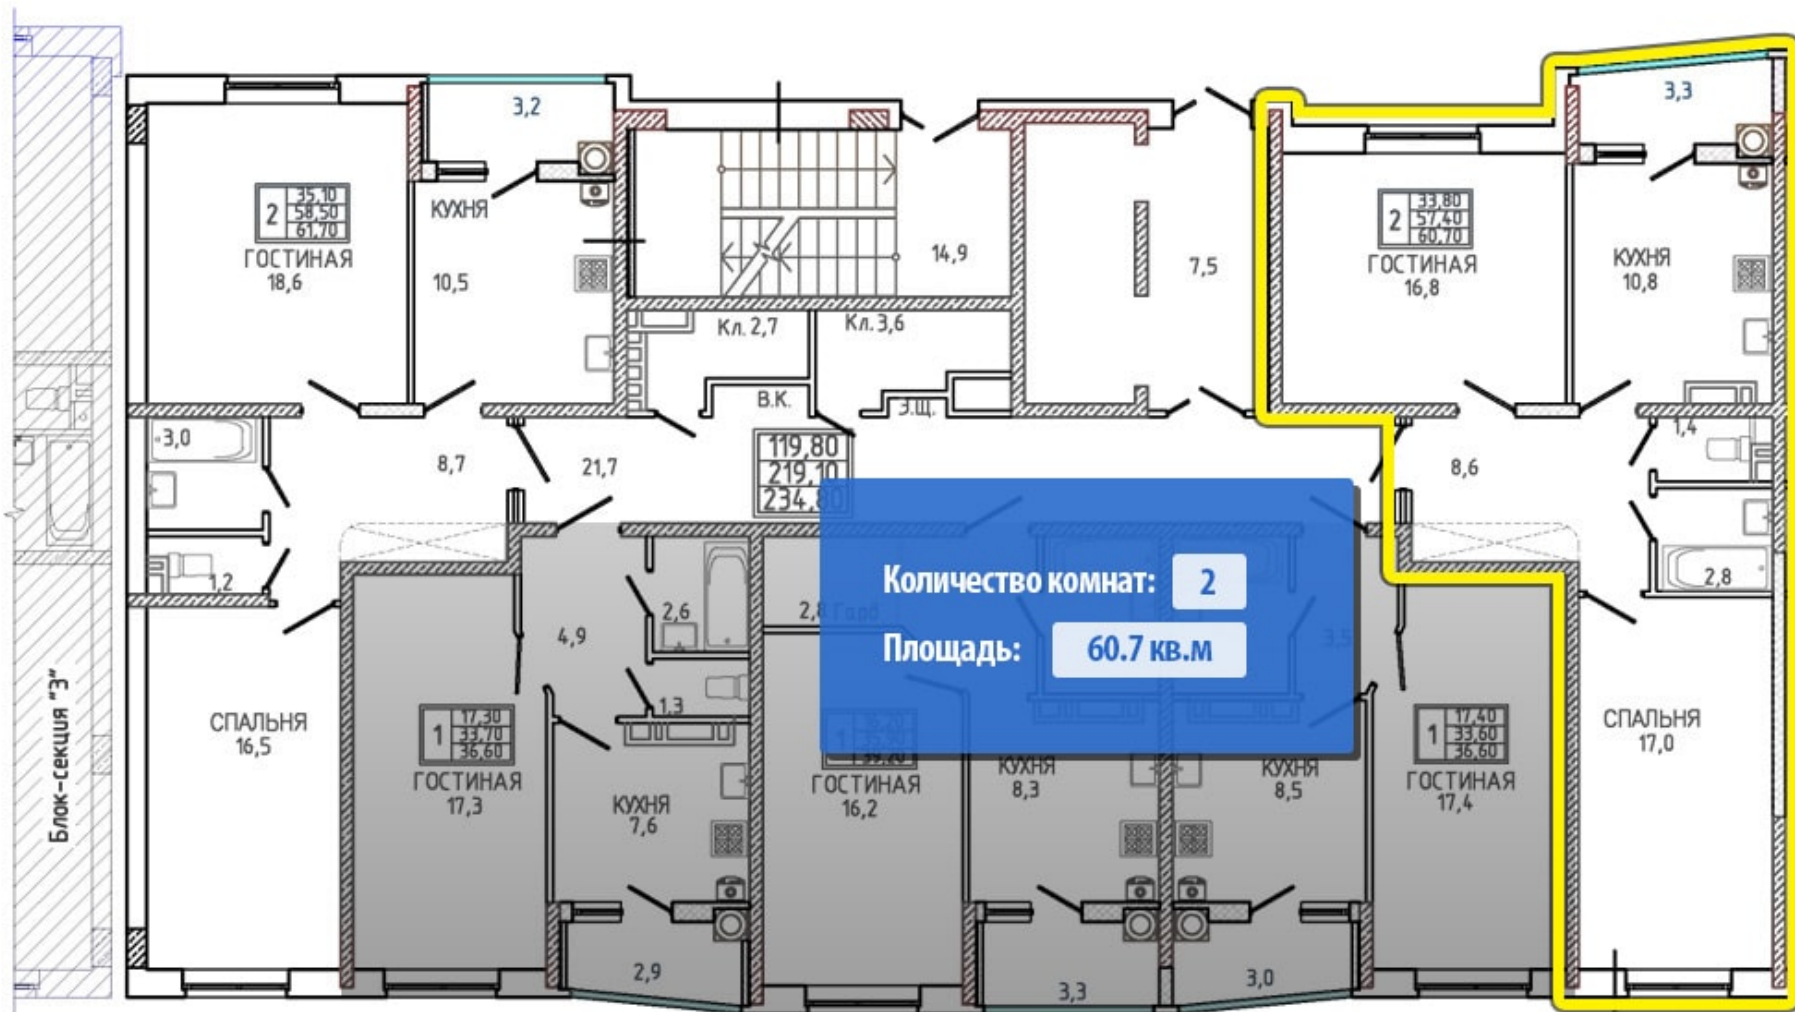 3,2
3,3
2
35,10
58,50
61,70
ГОСТИНАЯ
18,6
КУХНЯ
10,5
14,9
7,5
2
33,80
57,40
60,70
ГОСТИНАЯ
16,8
КУХНЯ
10,8
Кл. 2,7
Кл. 3,6
В.К.
Э.Щ.
3,0
8,7
21,7
119,80
219,10
234,80
8,6
1,4
1,2
2,8
Количество комнат: 2
Площадь: 60.7 кв.м
4,9
2,6
2,8 Гард
3,5
1,3
Блок-секция "З"
СПАЛЬНЯ
16,5
1
17,30
33,70
36,60
ГОСТИНАЯ
17,3
КУХНЯ
7,6
1
39,20
ГОСТИНАЯ
16,2
КУХНЯ
8,3
КУХНЯ
8,5
1
17,40
33,60
36,60
ГОСТИНАЯ
17,4
СПАЛЬНЯ
17,0
2,9
3,3
3,0